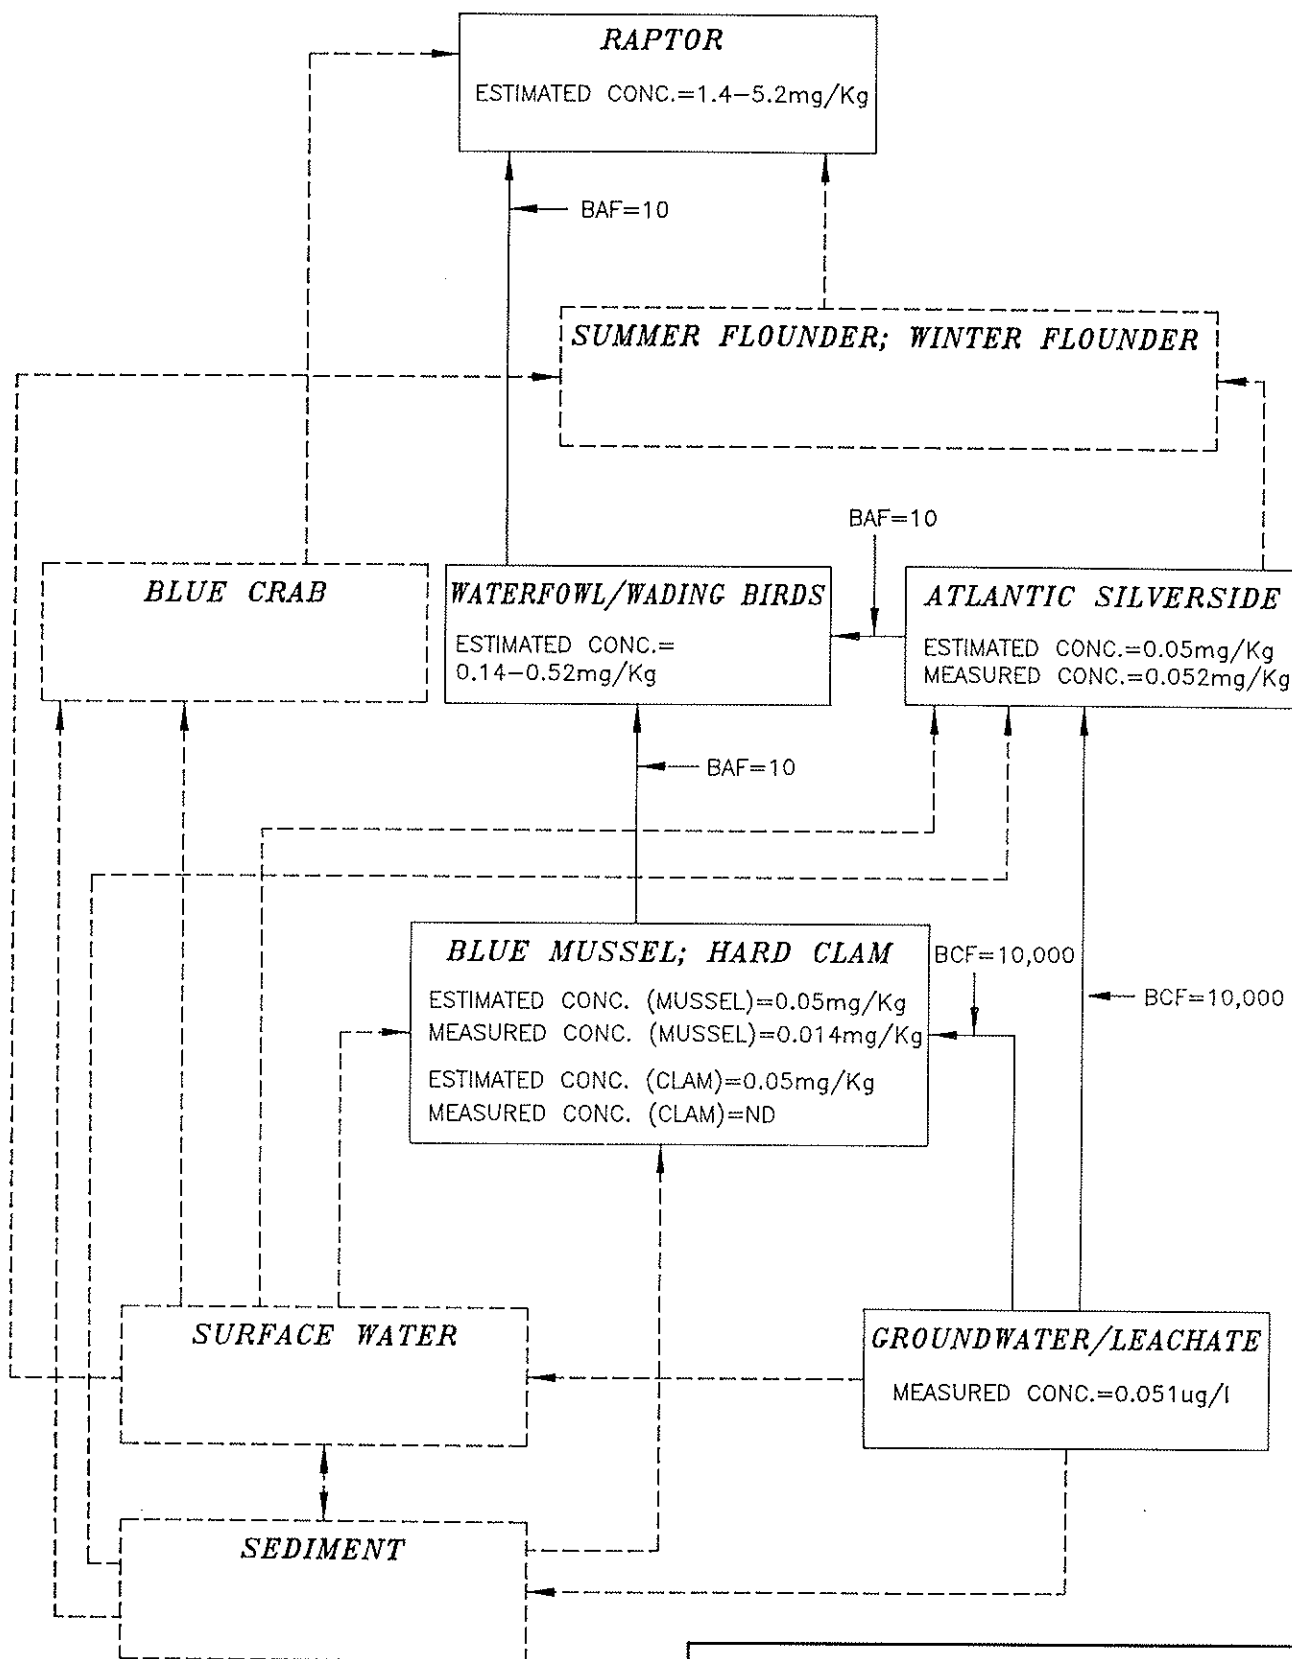 RAPTOR
ESTIMATED CONC.=1.4-5.2mg/Kg
BAF=10
SUMMER FLOUNDER; WINTER FLOUNDER
BAF=10
BLUE CRAB
WATERFOWL/WADING BIRDS
ESTIMATED CONC.=
0.14-0.52mg/Kg
ATLANTIC SILVERSIDE
ESTIMATED CONC.=0.05mg/Kg
MEASURED CONC.=0.052mg/Kg
BAF=10
BLUE MUSSEL; HARD CLAM
ESTIMATED CONC. (MUSSEL)=0.05mg/Kg
MEASURED CONC. (MUSSEL)=0.014mg/Kg
ESTIMATED CONC. (CLAM)=0.05mg/Kg
MEASURED CONC. (CLAM)=ND
BCF=10,000
BCF=10,000
SURFACE WATER
GROUNDWATER/LEACHATE
MEASURED CONC.=0.051ug/l
SEDIMENT